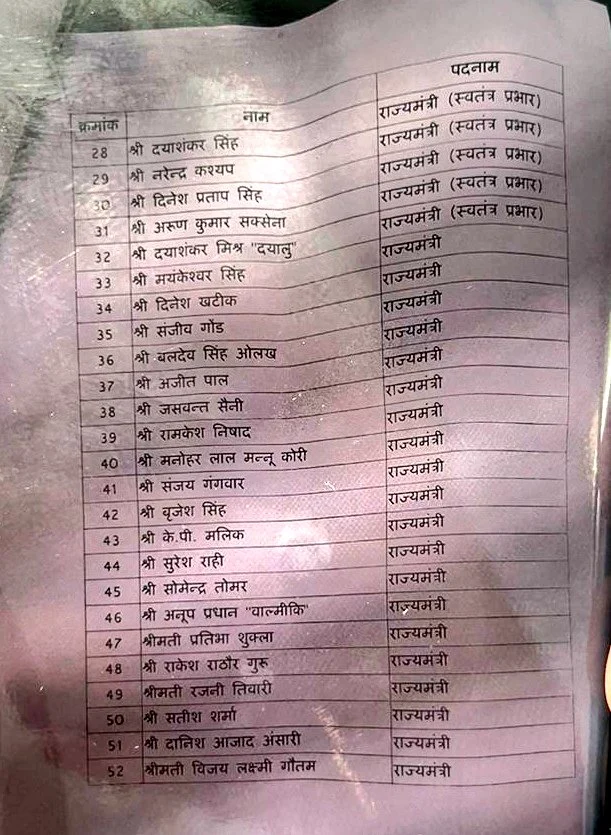 क्रमांक नाम पदनाम
28 श्री दयाशंकर सिंह राज्यमंत्री (स्वतंत्र प्रभार)
29 श्री नरेन्द्र कश्यप राज्यमंत्री (स्वतंत्र प्रभार)
30 श्री दिनेश प्रताप सिंह राज्यमंत्री (स्वतंत्र प्रभार)
31 श्री अरुण कुमार सक्सेना राज्यमंत्री (स्वतंत्र प्रभार)
32 श्री दयाशंकर मिश्र "दयालु" राज्यमंत्री (स्वतंत्र प्रभार)
33 श्री मयंकेश्वर सिंह राज्यमंत्री
34 श्री दिनेश खटीक राज्यमंत्री
35 श्री संजीव गोंड राज्यमंत्री
36 श्री बलदेव सिंह ओलख राज्यमंत्री
37 श्री अजीत पाल राज्यमंत्री
38 श्री जसवन्त सैनी राज्यमंत्री
39 श्री रामकेश निषाद राज्यमंत्री
40 श्री मनोहर लाल मन्नू कोरी राज्यमंत्री
41 श्री संजय गंगवार राज्यमंत्री
42 श्री बृजेश सिंह राज्यमंत्री
43 श्री के.पी. मलिक राज्यमंत्री
44 श्री सुरेश राही राज्यमंत्री
45 श्री सोमेन्द्र तोमर राज्यमंत्री
46 श्री अनूप प्रधान "वाल्मीकि" राज्यमंत्री
47 श्रीमती प्रतिभा शुक्ला राज्यमंत्री
48 श्री राकेश राठौर गुरू राज्यमंत्री
49 श्रीमती रजनी तिवारी राज्यमंत्री
50 श्री सतीश शर्मा राज्यमंत्री
51 श्री दानिश आजाद अंसारी राज्यमंत्री
52 श्रीमती विजय लक्ष्मी गौतम राज्यमंत्री